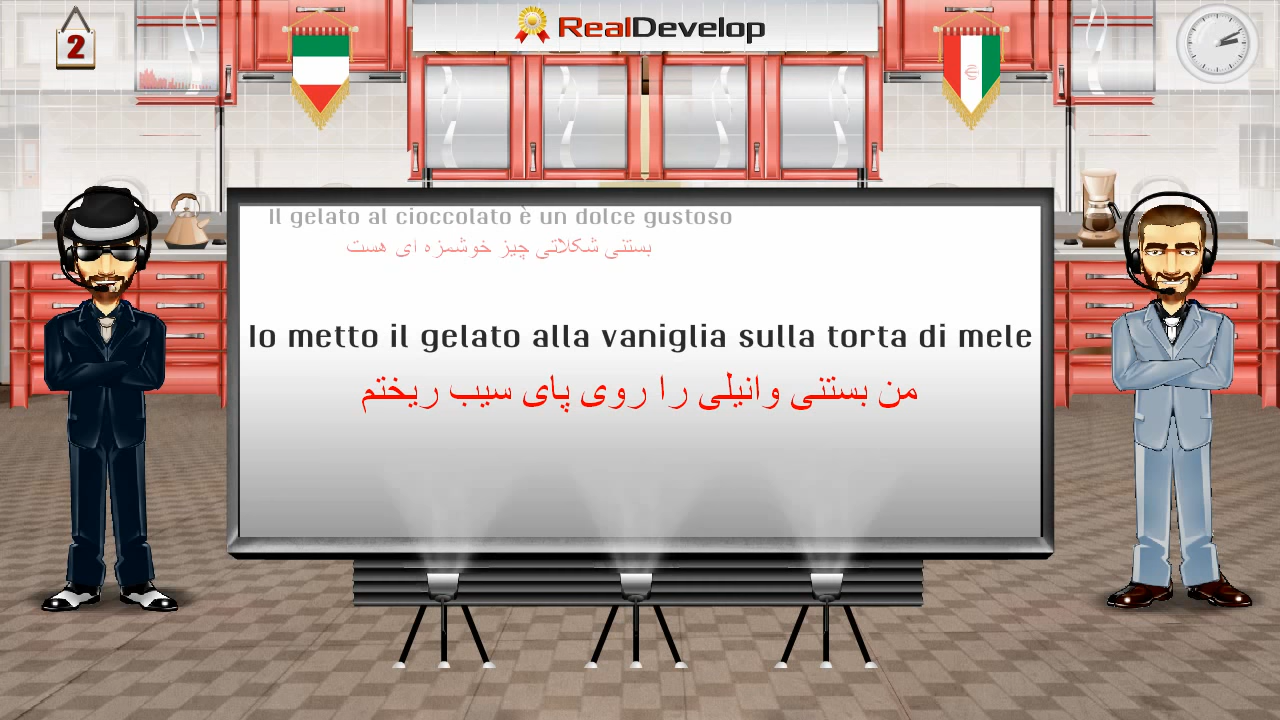 2
RealDevelop
Il gelato al cioccolato è un dolce gustoso
بستنی شکلاتی چیز خوشمزه ای هست
Io metto il gelato alla vaniglia sulla torta di mele
من بستنی وانیلی را روی پای سیب ریختم